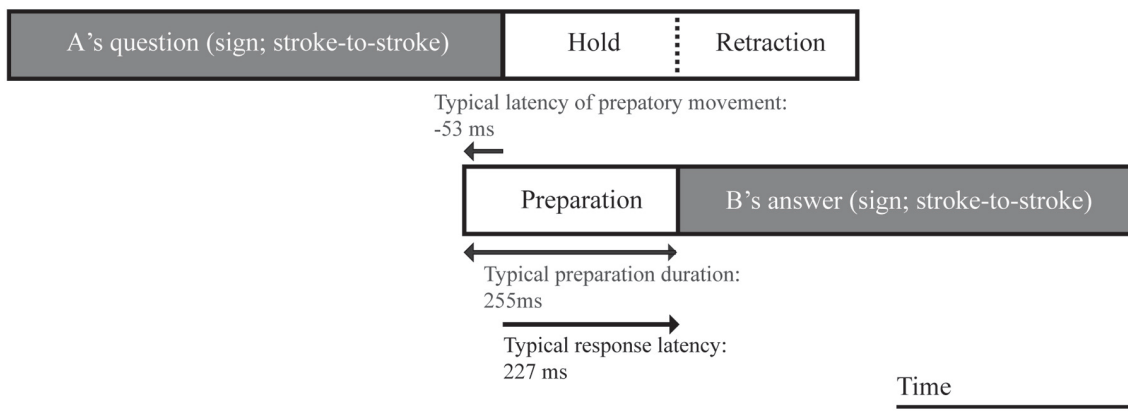 A's question (sign; stroke-to-stroke) Hold Retraction
Typical latency of prepatory movement:
-53 ms
Preparation B's answer (sign; stroke-to-stroke)
Typical preparation duration:
255ms
Typical response latency:
227 ms
Time